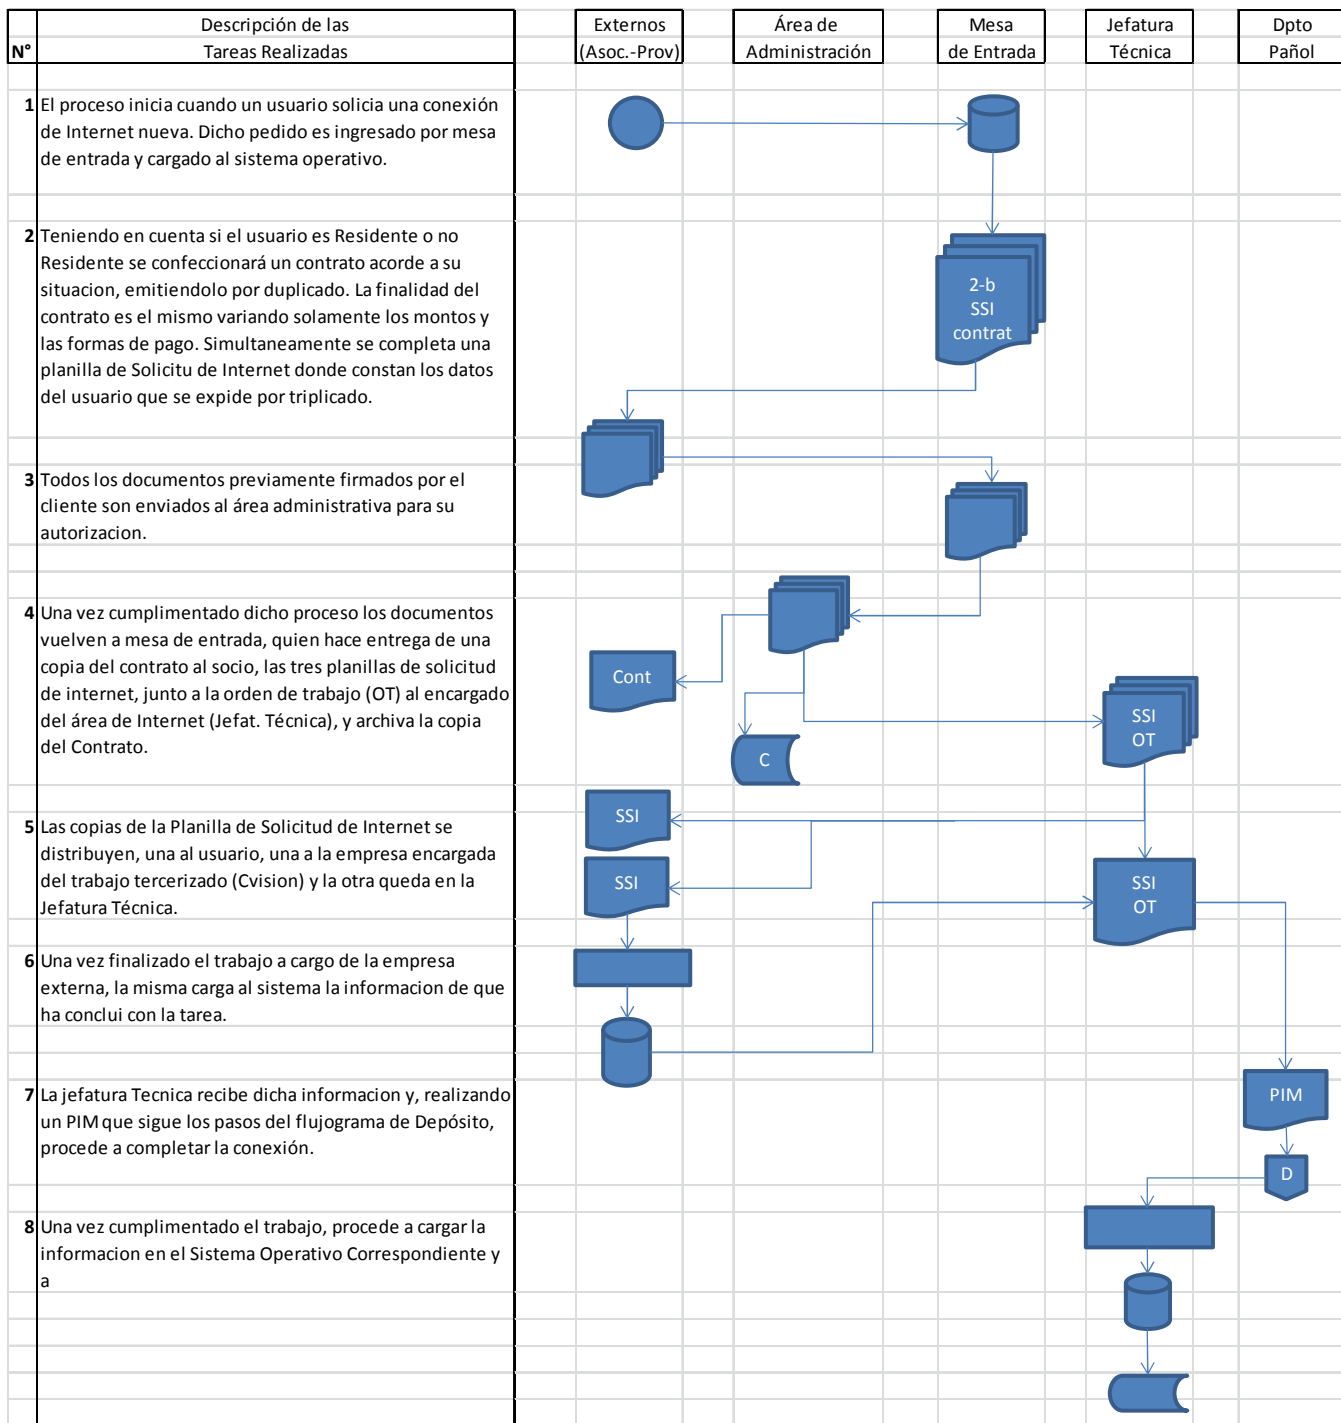 Descripción de las
Externos
Área de
Mesa
Jefatura
Dpto
N°
Tareas Realizadas
(Asoc.-Prov)
Administración
de Entrada
Técnica
Pañol
1 El proceso inicia cuando un usuario solicia una conexión
de Internet nueva. Dicho pedido es ingresado por mesa
de entrada y cargado al sistema operativo.
2 Teniendo en cuenta si el usuario es Residente o no
Residente se confeccionará un contrato acorde a su
situacion, emitiendolo por duplicado. La finalidad del
contrato es el mismo variando solamente los montos y
las formas de pago. Simultaneamente se completa una
planilla de Solicitu de Internet donde constan los datos
del usuario que se expide por triplicado.
2-b
SSI
contrat
3 Todos los documentos previamente firmados por el
cliente son enviados al área administrativa para su
autorizacion.
4 Una vez cumplimentado dicho proceso los documentos
vuelven a mesa de entrada, quien hace entrega de una
copia del contrato al socio, las tres planillas de solicitud
de internet, junto a la orden de trabajo (OT) al encargado
del área de Internet (Jefat. Técnica), y archiva la copia
del Contrato.
Cont
C
SSI
OT
5 Las copias de la Planilla de Solicitud de Internet se
distribuyen, una al usuario, una a la empresa encargada
del trabajo tercerizado (Cvision) y la otra queda en la
Jefatura Técnica.
SSI
SSI
SSI
OT
6 Una vez finalizado el trabajo a cargo de la empresa
externa, la misma carga al sistema la informacion de que
ha conclui con la tarea.
7 La jefatura Tecnica recibe dicha informacion y, realizando
un PIM que sigue los pasos del flujograma de Depósito,
procede a completar la conexión.
PIM
D
8 Una vez cumplimentado el trabajo, procede a cargar la
informacion en el Sistema Operativo Correspondiente y
a